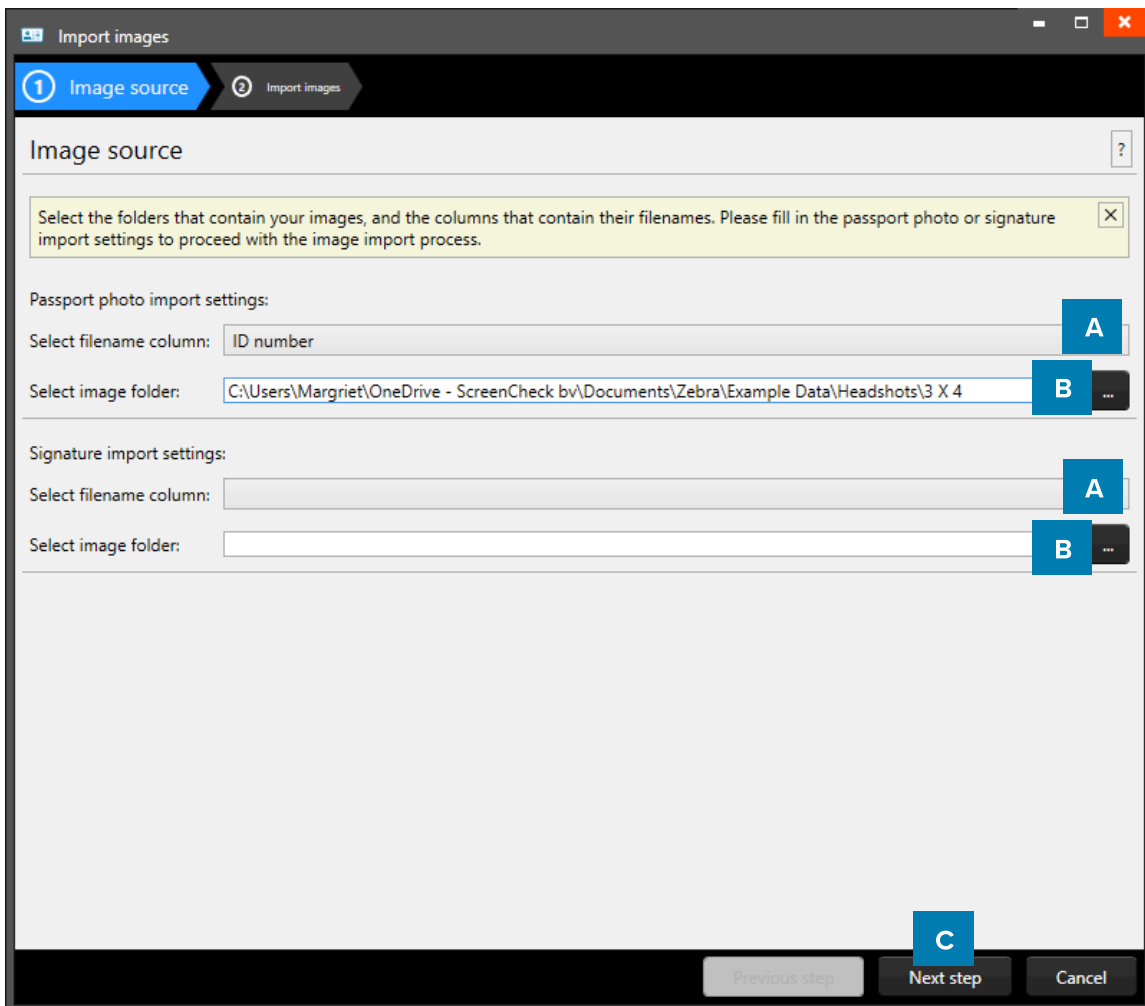 Import images
1 Image source 2 Import images
Image source ?
Select the folders that contain your images, and the columns that contain their filenames. Please fill in the passport photo or signature
import settings to proceed with the image import process.
Passport photo import settings:
A
Select filename column: ID number
Select image folder: C:\Users\Margriet\OneDrive - ScreenCheck bv\Documents\Zebra\Example Data\Headshots\3 X 4 B ...
Signature import settings:
A
Select filename column:
Select image folder: B ...
C
Previous step Next step Cancel